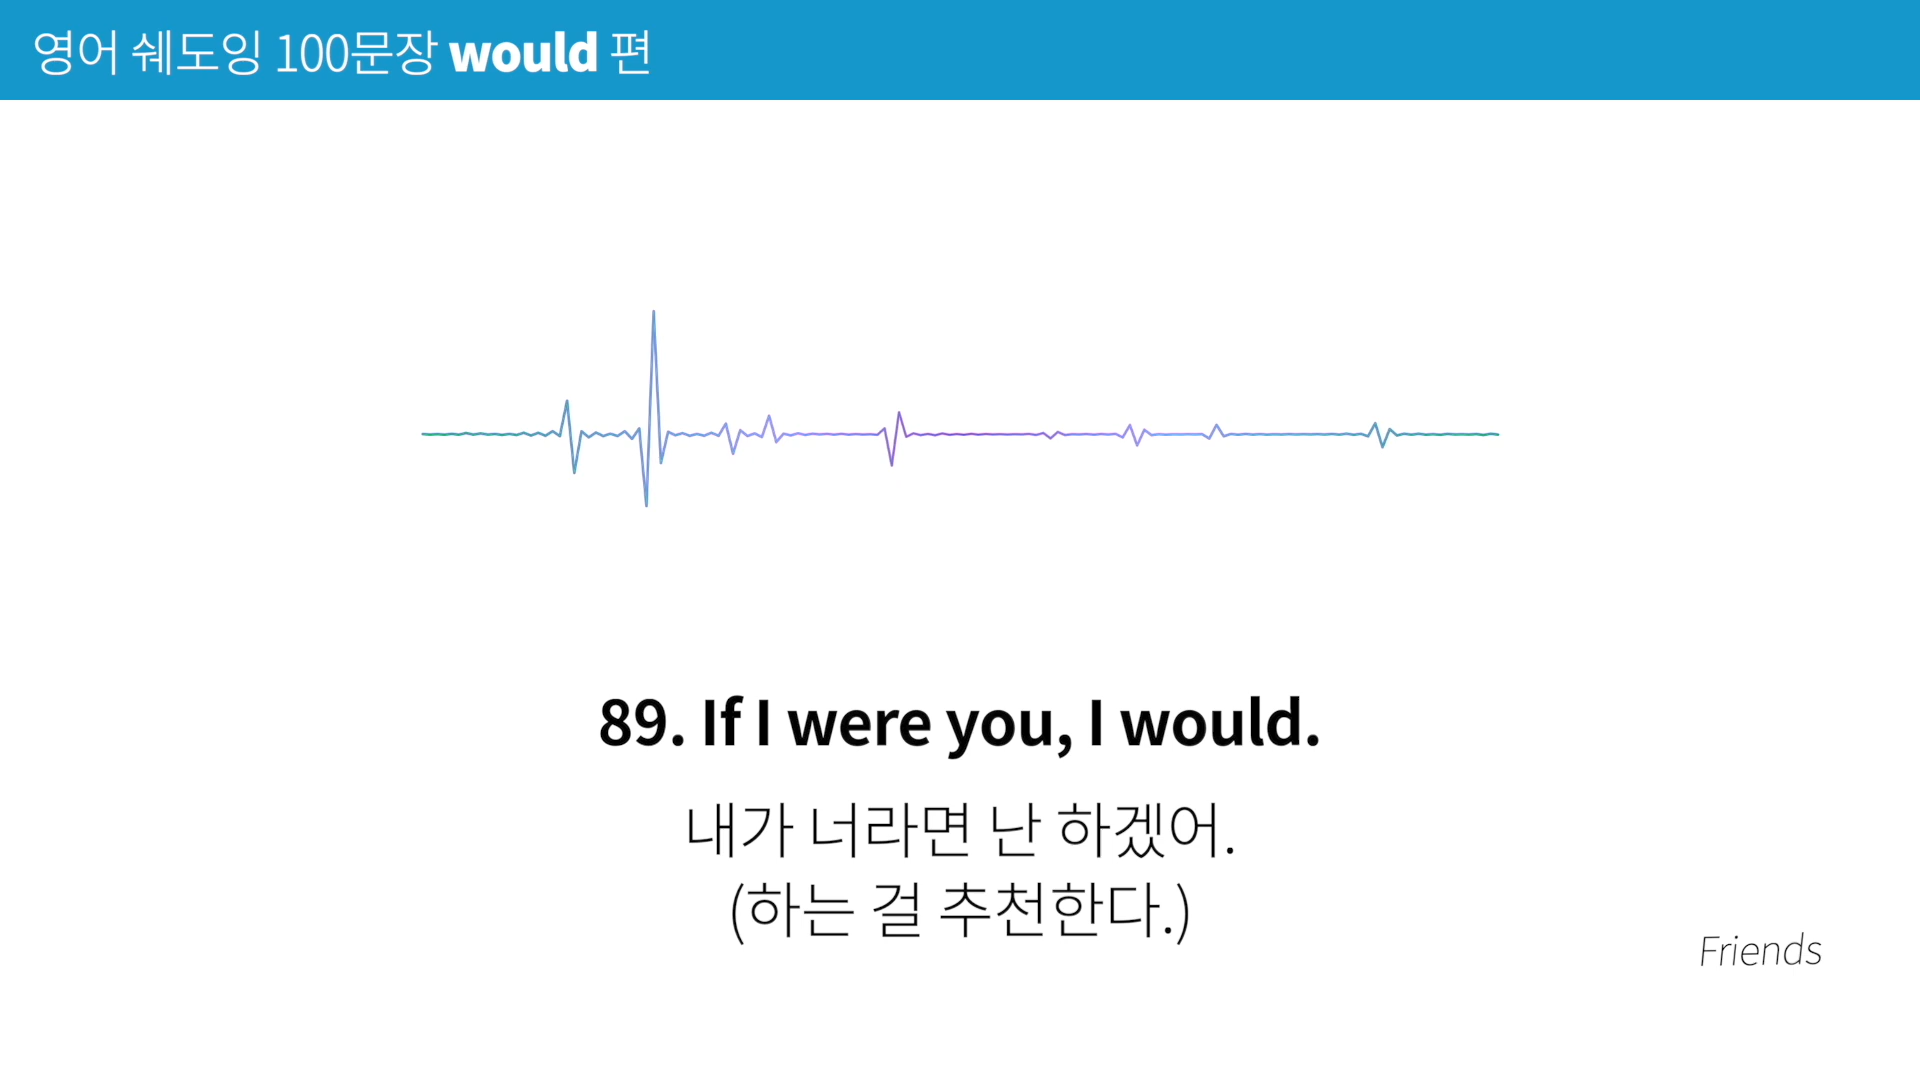 영어 쉐도잉 100문장 would 편
89. If I were you, I would.
내가 너라면 난 하겠어.
(하는 걸 추천한다.)
Friends